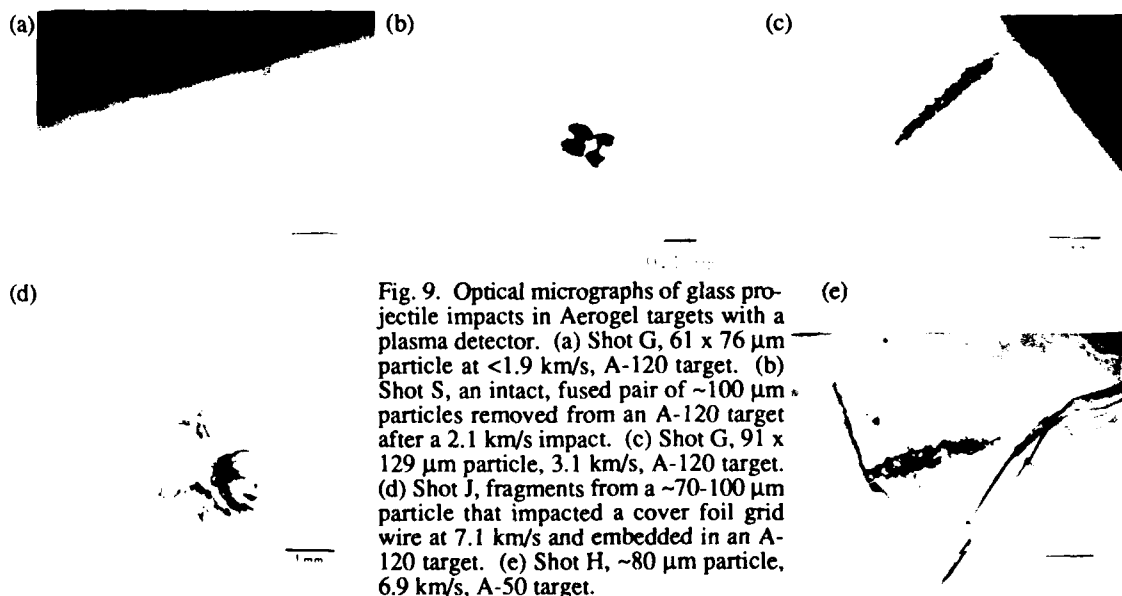 (a)
(b)
(c)
(d)
Fig. 9. Optical micrographs of glass pro-
jectile impacts in Aerogel targets with a
plasma detector. (a) Shot G, 61 x 76 μm
particle at <1.9 km/s, A-120 target. (b)
Shot S, an intact, fused pair of ~100 μm
particles removed from an A-120 target
after a 2.1 km/s impact. (c) Shot G, 91 x
129 μm particle, 3.1 km/s, A-120 target.
(d) Shot J, fragments from a ~70-100 μm
particle that impacted a cover foil grid
wire at 7.1 km/s and embedded in an A-
120 target. (e) Shot H, ~80 μm particle,
6.9 km/s, A-50 target.
(e)
1 mm